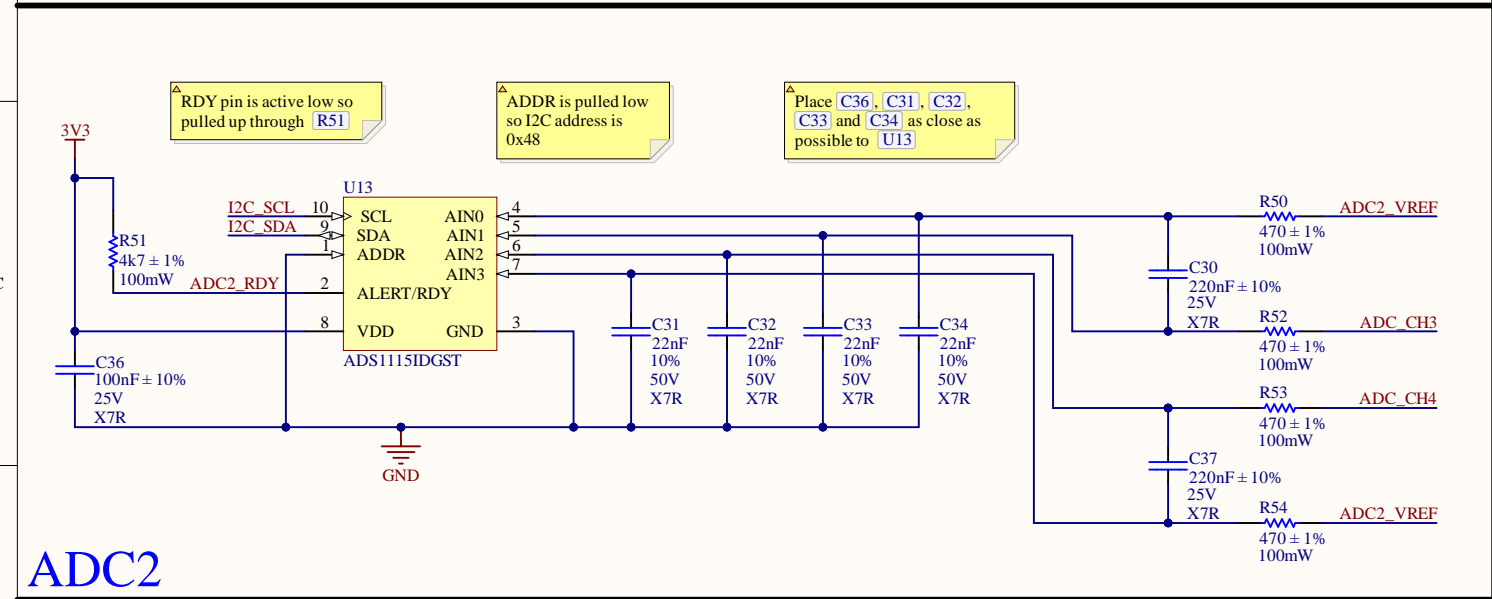 RDY pin is active low so
pulled up through R51
ADDR is pulled low
so I2C address is
0x48
Place C36, C31, C32,
C33 and C34 as close as
possible to U13
3V3
R51
4k7 ± 1%
100mW
I2C_SCL
I2C_SDA
ADC2_RDY
U13
10 SCL
9 SDA
1 ADDR
2 ALERT/RDY
8 VDD
AIN0 4
AIN1 5
AIN2 6
AIN3 7
GND 3
ADS1115IDGST
C36
100nF ± 10%
25V
X7R
GND
C31
22nF
10%
50V
X7R
C32
22nF
10%
50V
X7R
C33
22nF
10%
50V
X7R
C34
22nF
10%
50V
X7R
R50
470 ± 1%
100mW
ADC2_VREF
C30
220nF ± 10%
25V
X7R
R52
470 ± 1%
100mW
ADC_CH3
R53
470 ± 1%
100mW
ADC_CH4
C37
220nF ± 10%
25V
X7R
R54
470 ± 1%
100mW
ADC2_VREF
ADC2